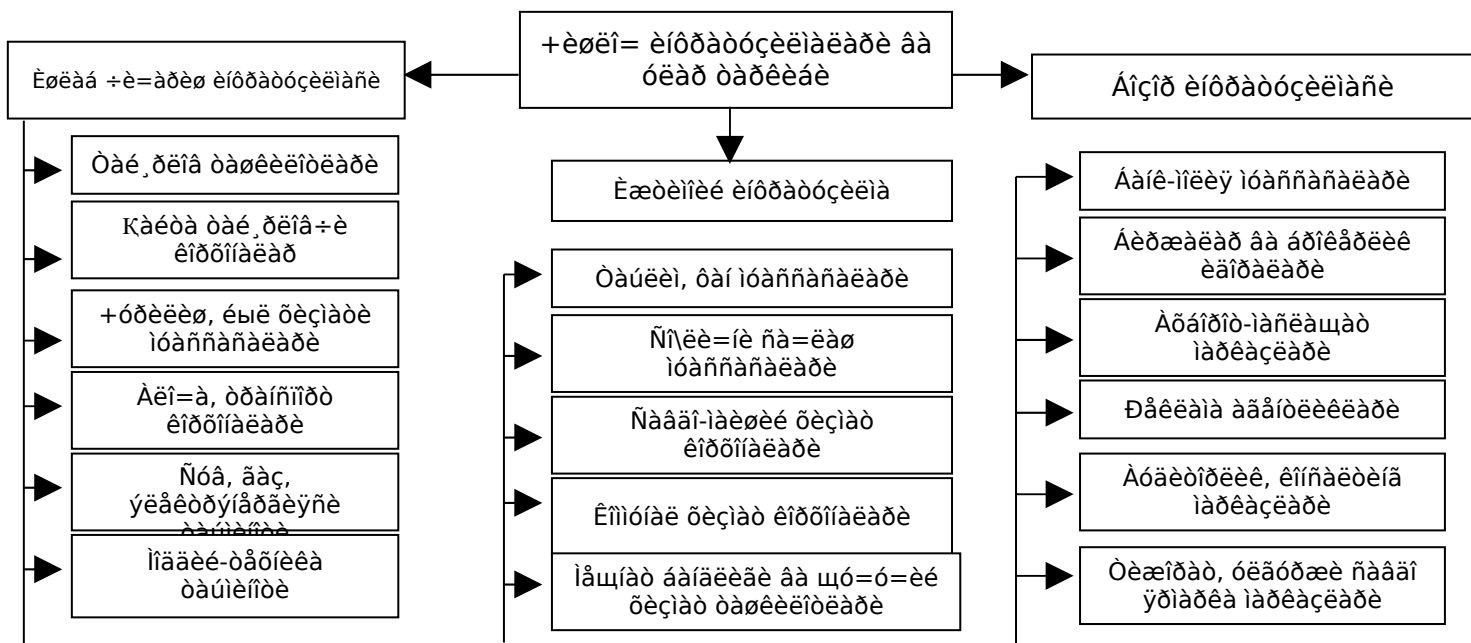 +èøëî= èíôðàòóçèëìàëàðè âà
óëàð òàðêèáè
Èøëàá ÷è=àðèø èíôðàòóçèëìàñè
Òàé¸ðëîâ òàøêèëîòëàðè
Қàéòà òàé¸ðëîâ÷è
êîðõîíàëàð
+óðèëèø, éыë õèçìàòè
ìóàññàñàëàðè
Àëî=à, òðàíñïîðò
êîðõîíàëàðè
Ñóâ, ãàç,
ýëåêòðýíåðãèÿñè
òàúìèíîòè
Ìîääèé-òåõíèêà
òàúìèíîòè
Èæòèìîèé èíôðàòóçèëìà
Òàúëèì, ôàí ìóàññàñàëàðè
Ñî\ëè=íè ñà=ëàø
ìóàññàñàëàðè
Ñàâäî-ìàèøèé õèçìàò
êîðõîíàëàðè
Êîììóíàë õèçìàò êîðõîíàëàðè
Ìåщíàò áàíäëèãè âà щó=ó=èé
õèçìàò òàøêèëîòëàðè
Áîçîð èíôðàòóçèëìàñè
Áàíê-ìîëèÿ ìóàññàñàëàðè
Áèðæàëàð âà áðîêåðëèê
èäîðàëàðè
Àõáîðîò-ìàñëàщàò
ìàðêàçëàðè
Ðåêëàìà àãåíòëèêëàðè
Àóäèòîðëèê, êîíñàëòèíã
ìàðêàçëàðè
Òèæîðàò, óëãóðæè ñàâäî
ÿðìàðêà ìàðêàçëàðè